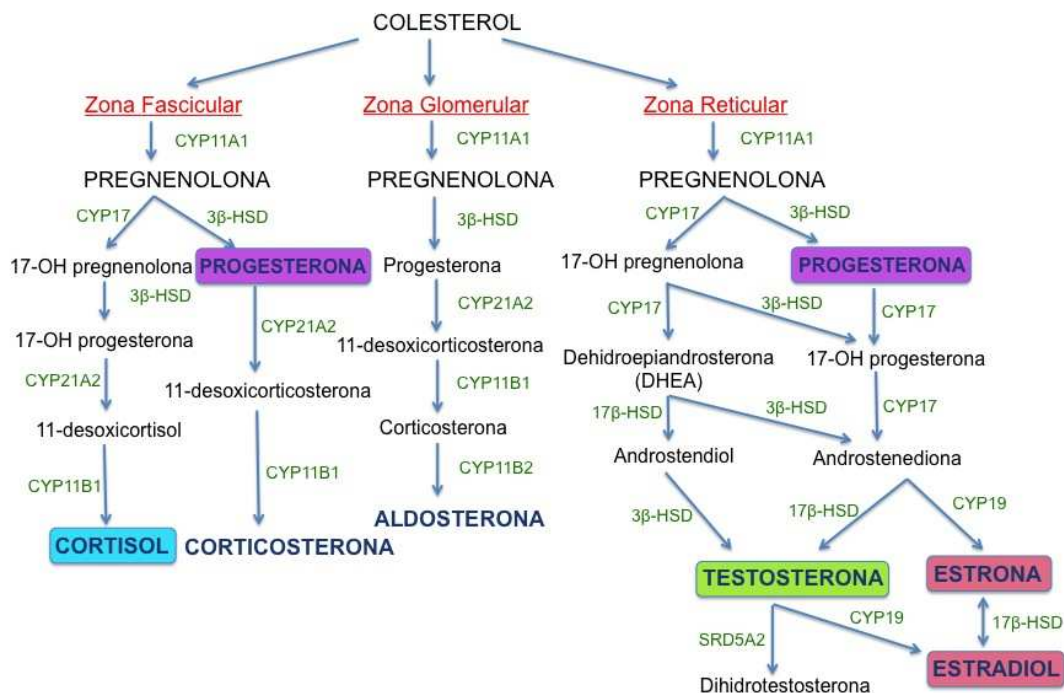 COLESTEROL
Zona Fascicular
Zona Glomerular
Zona Reticular
CYP11A1
CYP11A1
CYP11A1
PREGNENOLONA
PREGNENOLONA
PREGNENOLONA
CYP17
3β-HSD
3β-HSD
CYP17
3β-HSD
17-OH pregnenolona
PROGESTERONA
Progesterona
17-OH pregnenolona
PROGESTERONA
3β-HSD
CYP21A2
CYP21A2
CYP17
3β-HSD
CYP17
17-OH progesterona
11-desoxicorticosterona
Dehidroepiandrosterona
(DHEA)
17-OH progesterona
CYP21A2
11-desoxicorticosterona
CYP11B1
17β-HSD
3β-HSD
CYP17
11-desoxicortisol
Corticosterona
Androstendiol
Androstenediona
CYP11B1
CYP11B1
CYP11B2
3β-HSD
17β-HSD
CYP19
CORTISOL
CORTICOSTERONA
ALDOSTERONA
TESTOSTERONA
ESTRONA
SRD5A2
CYP19
17β-HSD
Dihidrotestosterona
ESTRADIOL